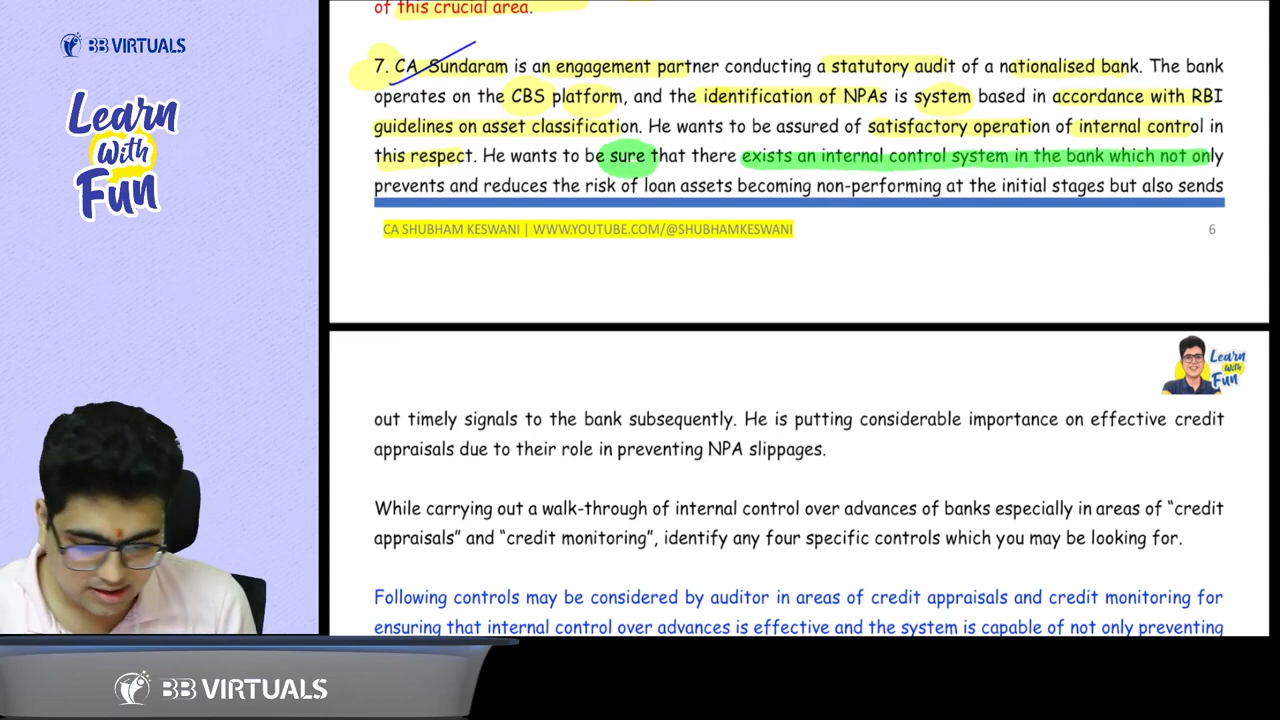 BB VIRTUALS
Learn
With
Fun
of this crucial area.
7. CA Sundaram is an engagement partner conducting a statutory audit of a nationalised bank. The bank
operates on the CBS platform, and the identification of NPAs is system based in accordance with RBI
guidelines on asset classification. He wants to be assured of satisfactory operation of internal control in
this respect. He wants to be sure that there exists an internal control system in the bank which not only
prevents and reduces the risk of loan assets becoming non-performing at the initial stages but also sends
CA SHUBHAM KESWANI | WWW.YOUTUBE.COM/@SHUBHAMKESWANI
6
Learn
With
Fun
out timely signals to the bank subsequently. He is putting considerable importance on effective credit
appraisals due to their role in preventing NPA slippages.
While carrying out a walk-through of internal control over advances of banks especially in areas of “credit
appraisals” and “credit monitoring”, identify any four specific controls which you may be looking for.
Following controls may be considered by auditor in areas of credit appraisals and credit monitoring for
ensuring that internal control over advances is effective and the system is capable of not only preventing
BB VIRTUALS